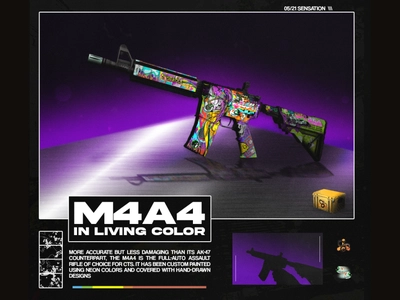 05/21 SENSATION
M4A4
IN LIVING COLOR
MORE ACCURATE BUT LESS DAMAGING THAN ITS AK-47
COUNTERPART, THE M4A4 IS THE FULL-AUTO ASSAULT
RIFLE OF CHOICE FOR CTS. IT HAS BEEN CUSTOM PAINTED
USING NEON COLORS AND COVERED WITH HAND-DRAWN
DESIGNS